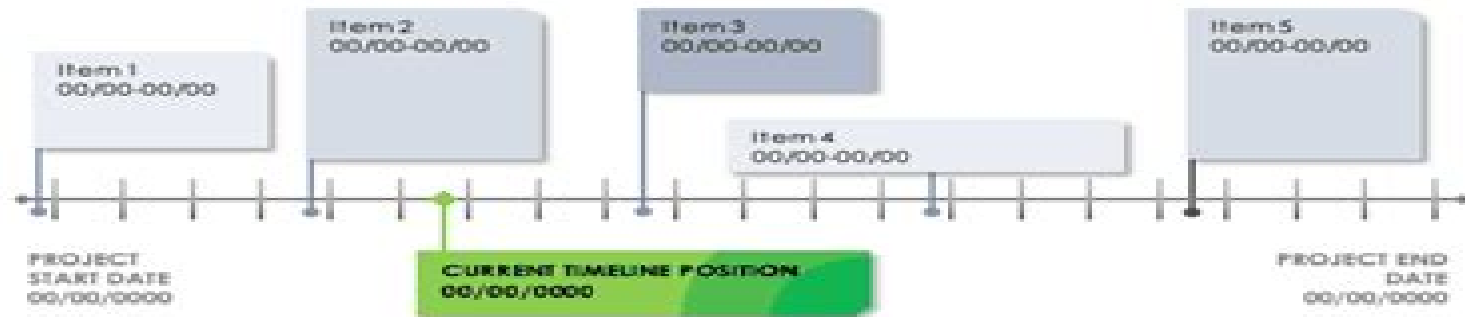 Item 1
00/00-00/00
Item 2
00/00-00/00
Item 3
00/00-00/00
Item 4
00/00-00/00
Item 5
00/00-00/00
PROJECT
START DATE
00/00/0000
CURRENT TIMELINE POSITION
00/00/0000
PROJECT END
DATE
00/00/0000